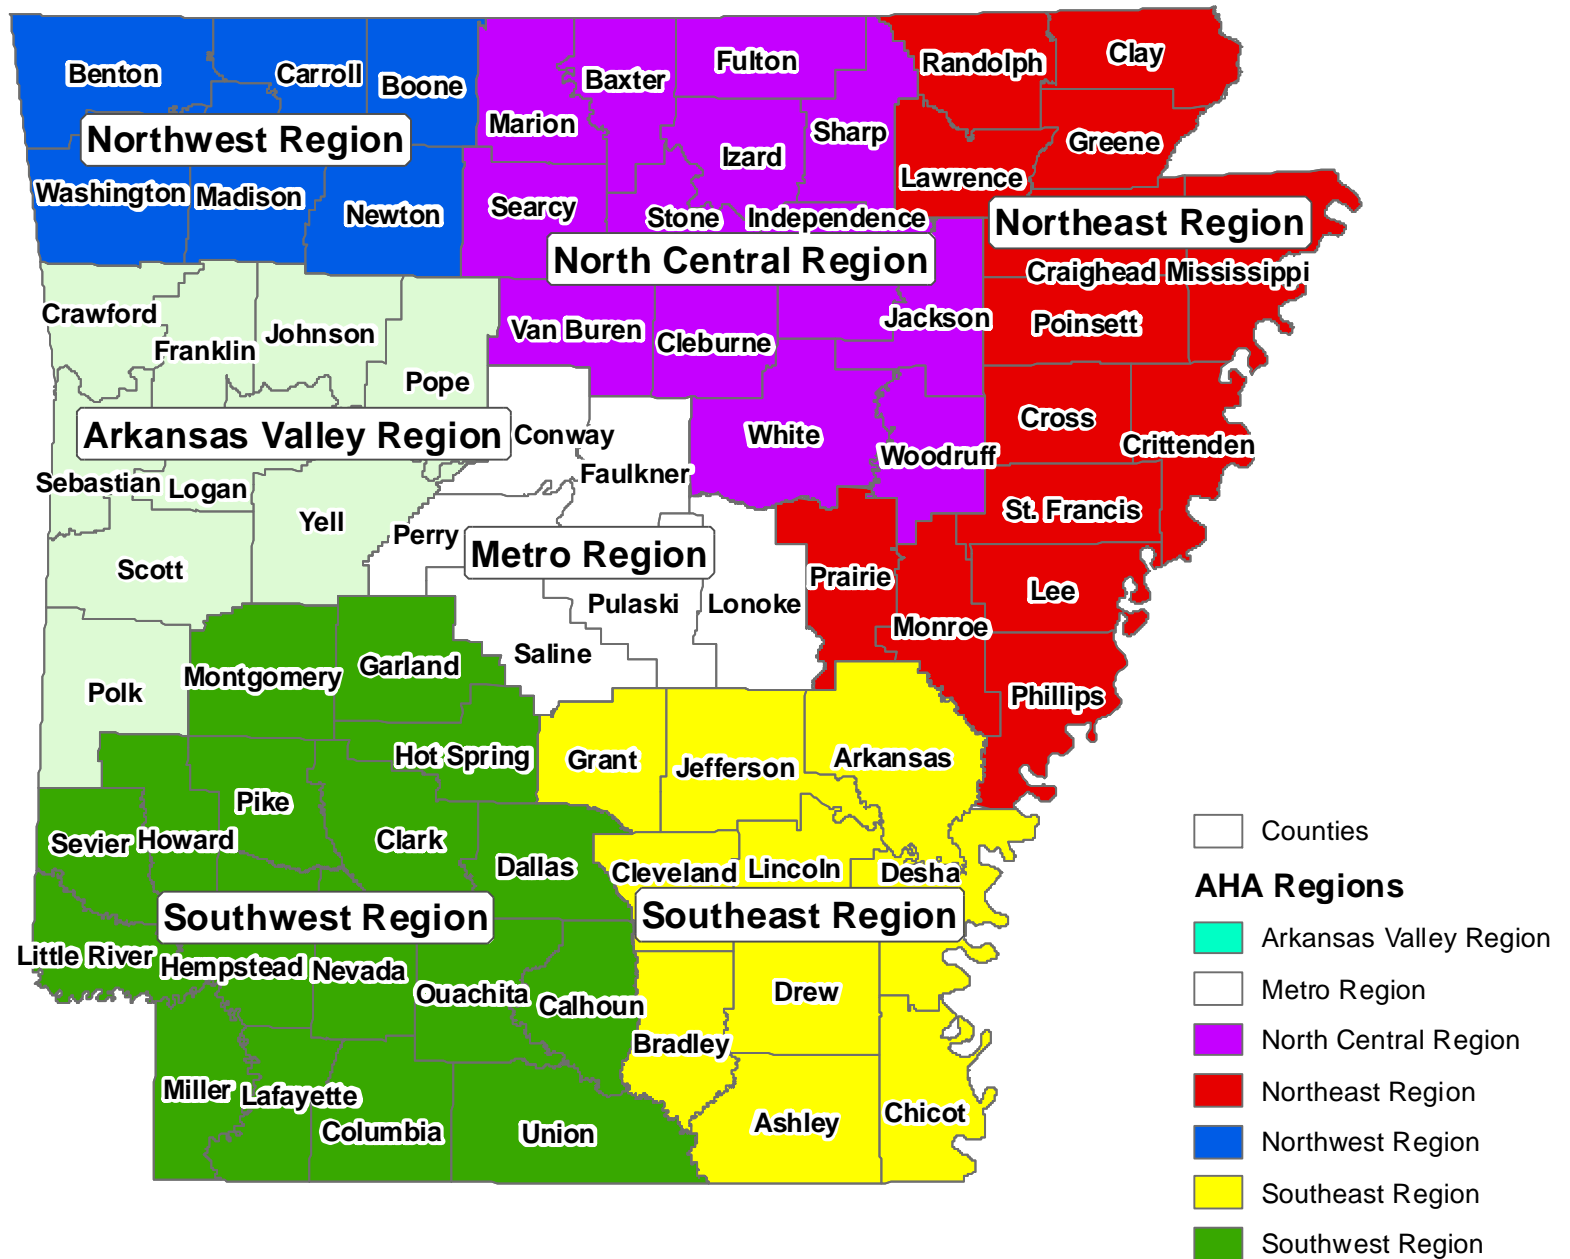 Benton
Carroll
Boone
Marion
Baxter
Fulton
Randolph
Clay
Northwest Region
Izard
Sharp
Greene
Lawrence
Washington
Madison
Newton
Searcy
Stone
Independence
Northeast Region
North Central Region
Craighead
Mississippi
Crawford
Franklin
Johnson
Pope
Van Buren
Cleburne
Jackson
Poinsett
Arkansas Valley Region
Conway
Faulkner
White
Woodruff
Cross
Crittenden
Sebastian
Logan
Yell
Perry
St. Francis
Scott
Metro Region
Pulaski
Lonoke
Prairie
Lee
Monroe
Saline
Polk
Montgomery
Garland
Phillips
Hot Spring
Grant
Jefferson
Arkansas
Pike
Sevier
Howard
Clark
Dallas
Cleveland
Lincoln
Desha
Southwest Region
Southeast Region
Little River
Hempstead
Nevada
Ouachita
Calhoun
Drew
Bradley
Miller
Lafayette
Columbia
Union
Ashley
Chicot
Counties
AHA Regions
Arkansas Valley Region
Metro Region
North Central Region
Northeast Region
Northwest Region
Southeast Region
Southwest Region